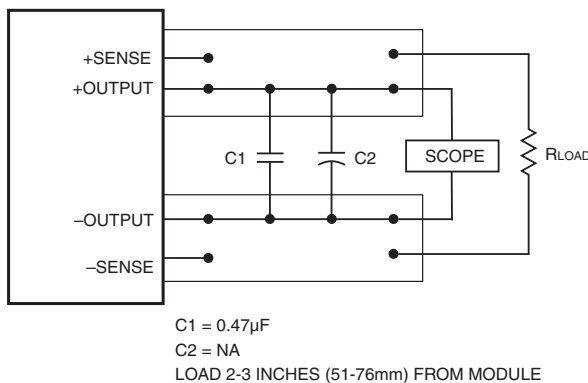 +SENSE
+OUTPUT
C1
C2
SCOPE
RLOAD
–OUTPUT
–SENSE
C1 = 0.47µF
C2 = NA
LOAD 2-3 INCHES (51-76mm) FROM MODULE